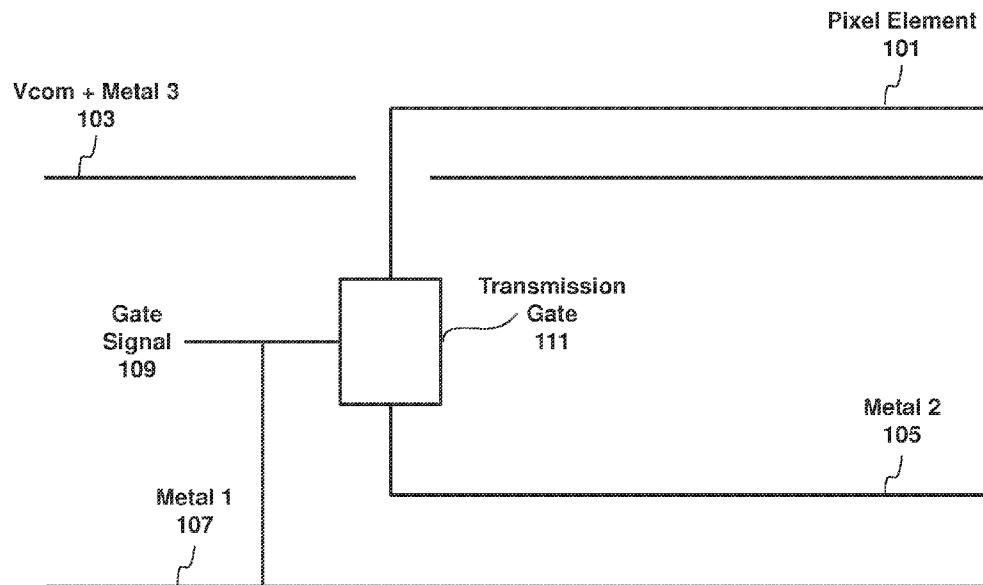 Pixel Element
101
Vcom + Metal 3
103
Transmission
Gate
111
Gate
Signal
109
Metal 2
105
Metal 1
107